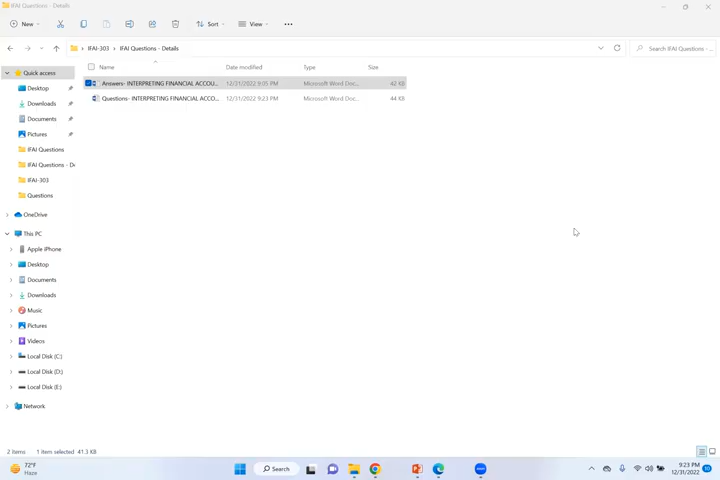 IFAI Questions - Details
New
Sort
View
IFAI-303 > IFAI Questions - Details
Search IFAI Questions - ...
Quick access
Desktop
Downloads
Documents
Pictures
IFAI Questions
IFAI Questions - De
IFAI-303
Questions
OneDrive
This PC
Apple iPhone
Desktop
Documents
Downloads
Music
Pictures
Videos
Local Disk (C:)
Local Disk (D:)
Local Disk (E:)
Network
Name Date modified Type Size
Answers- INTERPRETING FINANCIAL ACCOU... 12/31/2022 9:05 PM Microsoft Word Doc... 42 KB
Questions- INTERPRETING FINANCIAL ACCO... 12/31/2022 9:23 PM Microsoft Word Doc... 44 KB
2 items 1 item selected 41.3 KB
72°F
Haze
Search
zoom
9:23 PM
12/31/2022